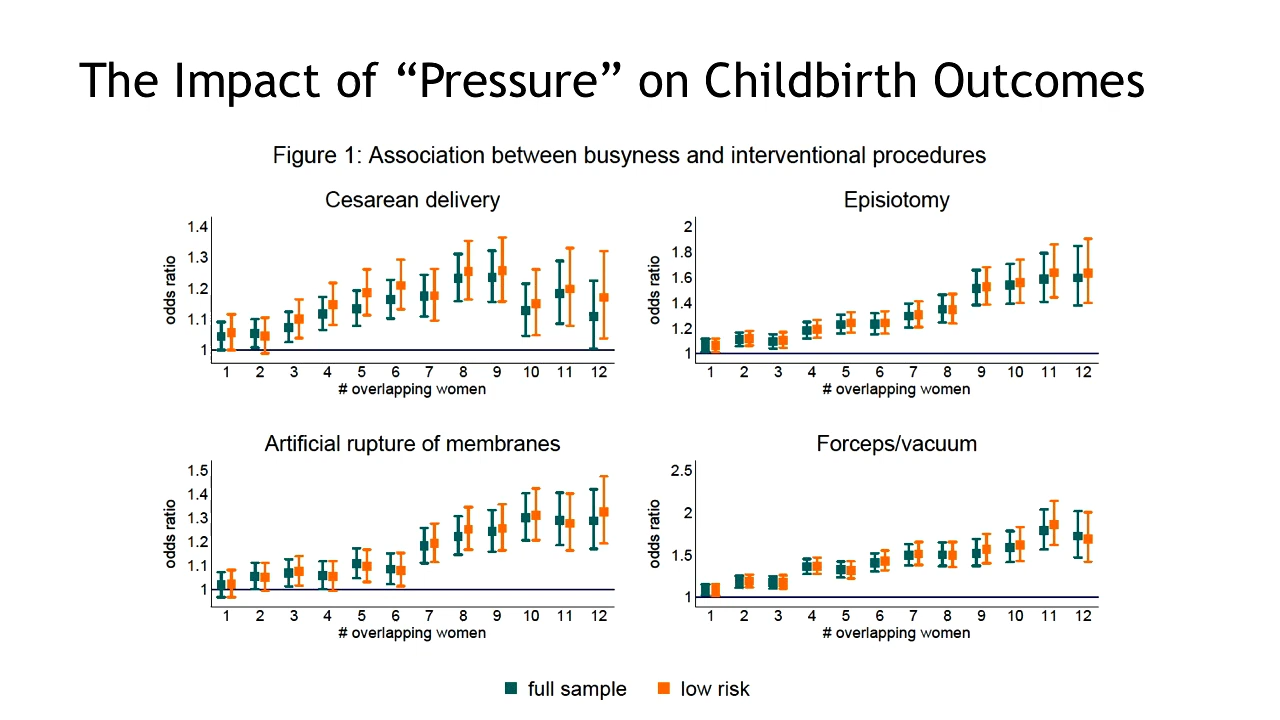 The Impact of “Pressure” on Childbirth Outcomes
Figure 1: Association between busyness and interventional procedures
Cesarean delivery
1.4
1.3
1.2
1.1
1
odds ratio
1 2 3 4 5 6 7 8 9 10 11 12
# overlapping women
Episiotomy
2
1.8
1.6
1.4
1.2
1
odds ratio
1 2 3 4 5 6 7 8 9 10 11 12
# overlapping women
Artificial rupture of membranes
1.5
1.4
1.3
1.2
1.1
1
odds ratio
1 2 3 4 5 6 7 8 9 10 11 12
# overlapping women
Forceps/vacuum
2.5
2
1.5
1
odds ratio
1 2 3 4 5 6 7 8 9 10 11 12
# overlapping women
full sample low risk